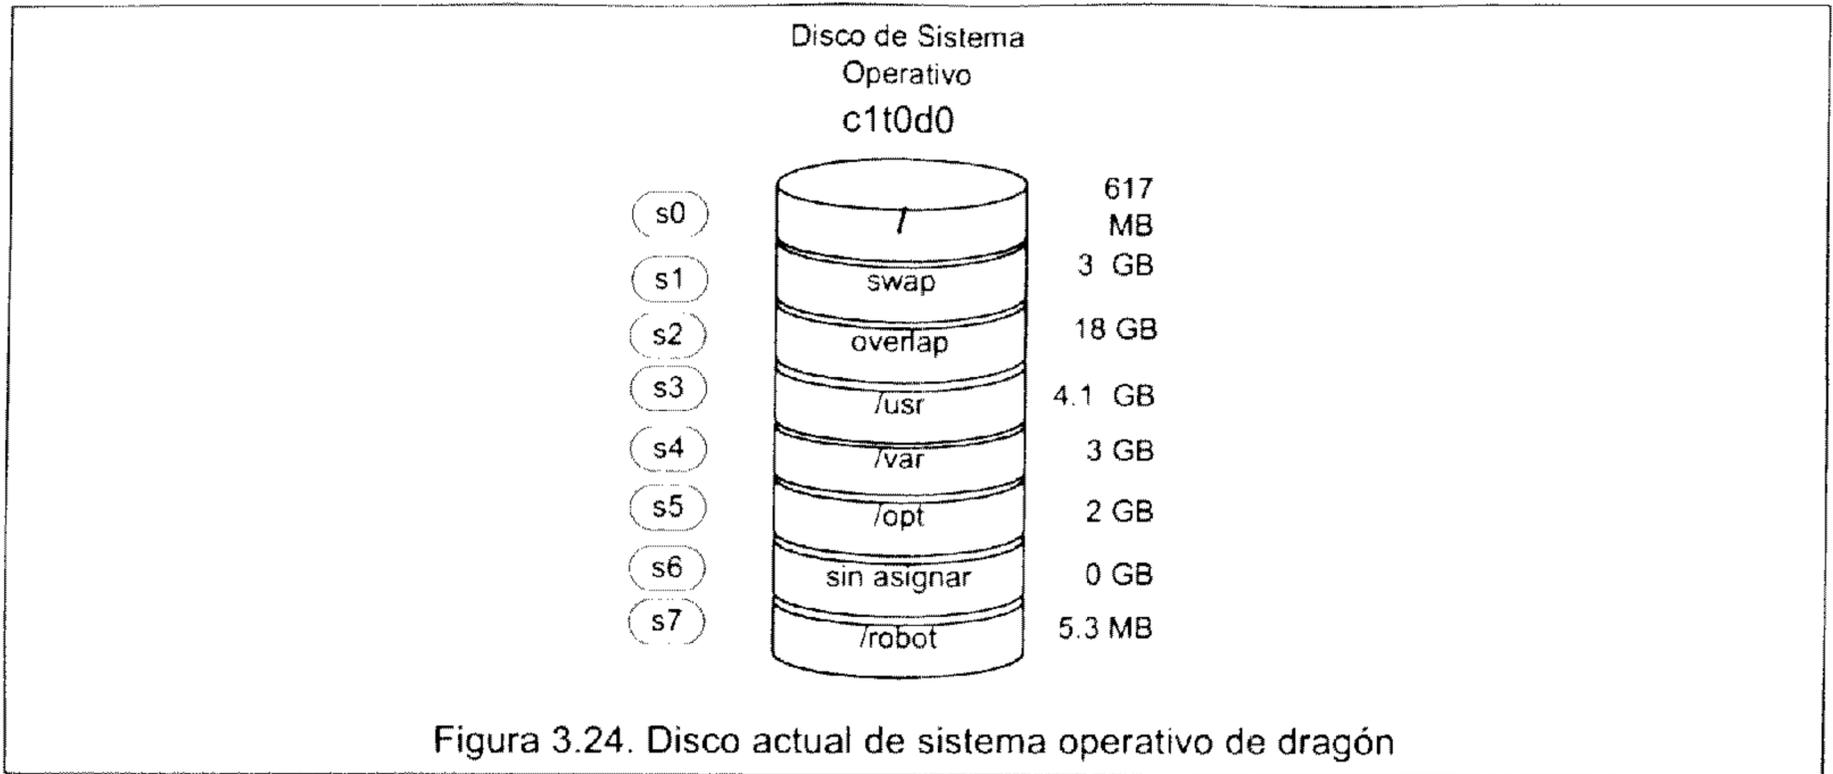 Disco de Sistema
Operativo
c1t0d0
s0 / 617 MB
s1 swap 3 GB
s2 overlap 18 GB
s3 /usr 4.1 GB
s4 /var 3 GB
s5 /opt 2 GB
s6 sin asignar 0 GB
s7 /robot 5.3 MB
Figura 3.24. Disco actual de sistema operativo de dragón